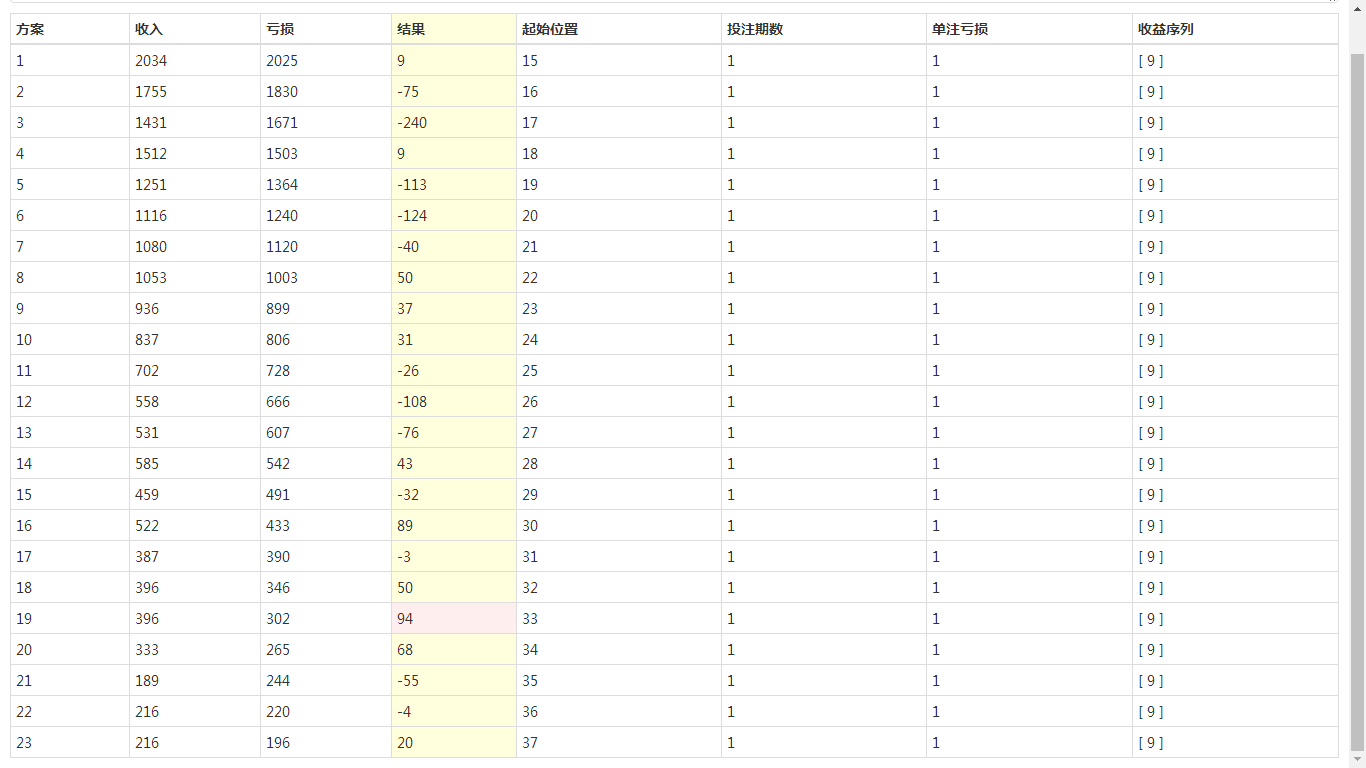 方案 收入 亏损 结果 起始位置 投注期数 单注亏损 收益序列
1 2034 2025 9 15 1 1 [ 9 ]
2 1755 1830 -75 16 1 1 [ 9 ]
3 1431 1671 -240 17 1 1 [ 9 ]
4 1512 1503 9 18 1 1 [ 9 ]
5 1251 1364 -113 19 1 1 [ 9 ]
6 1116 1240 -124 20 1 1 [ 9 ]
7 1080 1120 -40 21 1 1 [ 9 ]
8 1053 1003 50 22 1 1 [ 9 ]
9 936 899 37 23 1 1 [ 9 ]
10 837 806 31 24 1 1 [ 9 ]
11 702 728 -26 25 1 1 [ 9 ]
12 558 666 -108 26 1 1 [ 9 ]
13 531 607 -76 27 1 1 [ 9 ]
14 585 542 43 28 1 1 [ 9 ]
15 459 491 -32 29 1 1 [ 9 ]
16 522 433 89 30 1 1 [ 9 ]
17 387 390 -3 31 1 1 [ 9 ]
18 396 346 50 32 1 1 [ 9 ]
19 396 302 94 33 1 1 [ 9 ]
20 333 265 68 34 1 1 [ 9 ]
21 189 244 -55 35 1 1 [ 9 ]
22 216 220 -4 36 1 1 [ 9 ]
23 216 196 20 37 1 1 [ 9 ]